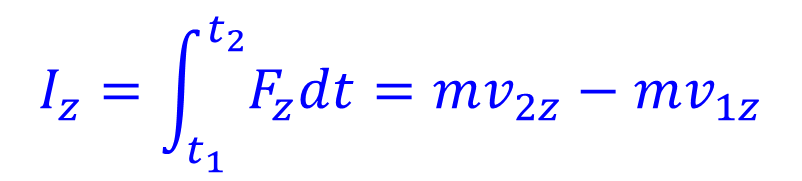 I_z = ∫_{t_1}^{t_2} F_z dt = mv_{2z} − mv_{1z}